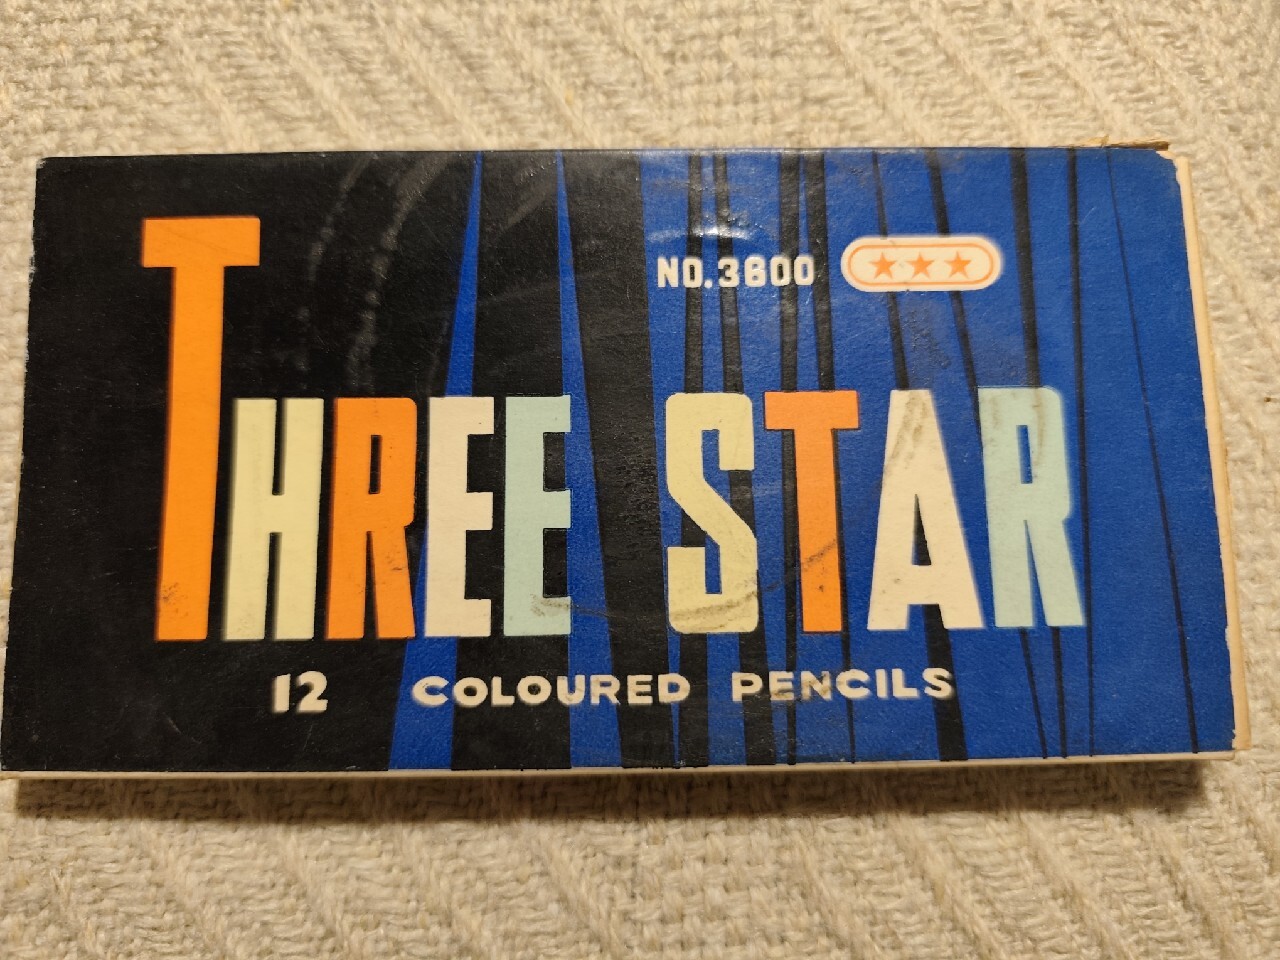 NO.3600
THREE STAR
12 COLOURED PENCILS